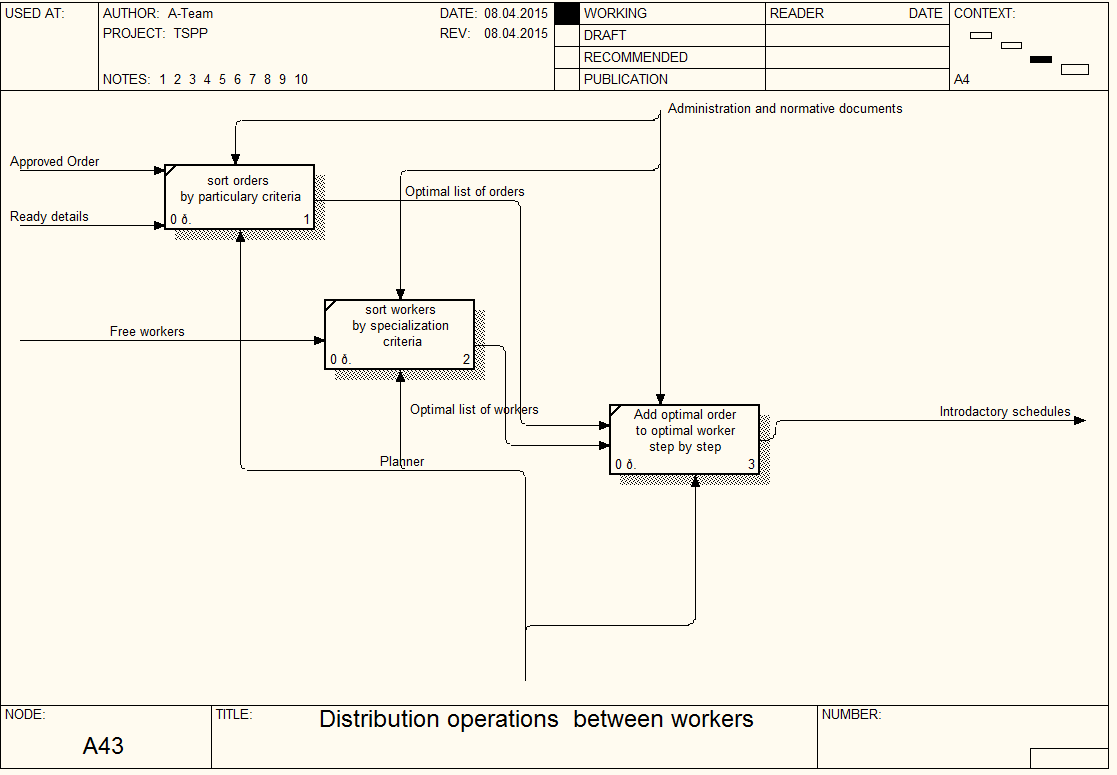 USED AT:
AUTHOR: A-Team
DATE: 08.04.2015
WORKING
READER
DATE
CONTEXT:
PROJECT: TSPP
REV: 08.04.2015
DRAFT
RECOMMENDED
NOTES: 1 2 3 4 5 6 7 8 9 10
PUBLICATION
A4
Administration and normative documents
Approved Order
sort orders
by particulary criteria
Optimal list of orders
Ready details
0 ð.
1
sort workers
by specialization
criteria
Free workers
0 ð.
2
Optimal list of workers
Add optimal order
to optimal worker
step by step
Introdactory schedules
0 ð.
3
Planner
NODE:
A43
TITLE:
Distribution operations between workers
NUMBER: